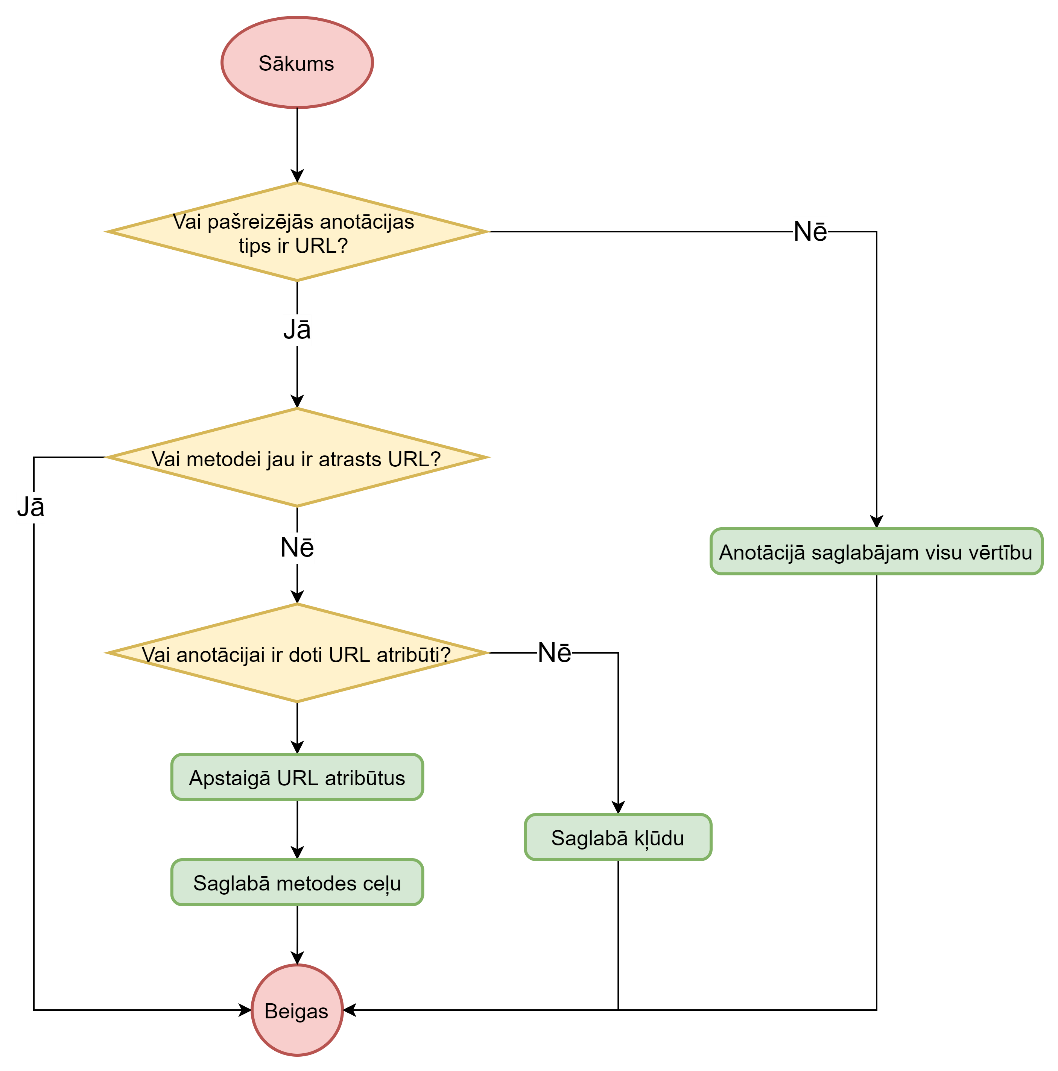 Sākums
Vai pašreizējās anotācijas
tips ir URL?
Nē
Jā
Vai metodei jau ir atrasts URL?
Jā
Nē
Anotācijā saglabājam visu vērtību
Vai anotācijai ir doti URL atribūti?
Nē
Apstaigā URL atribūtus
Saglabā kļūdu
Saglabā metodes ceļu
Beigas